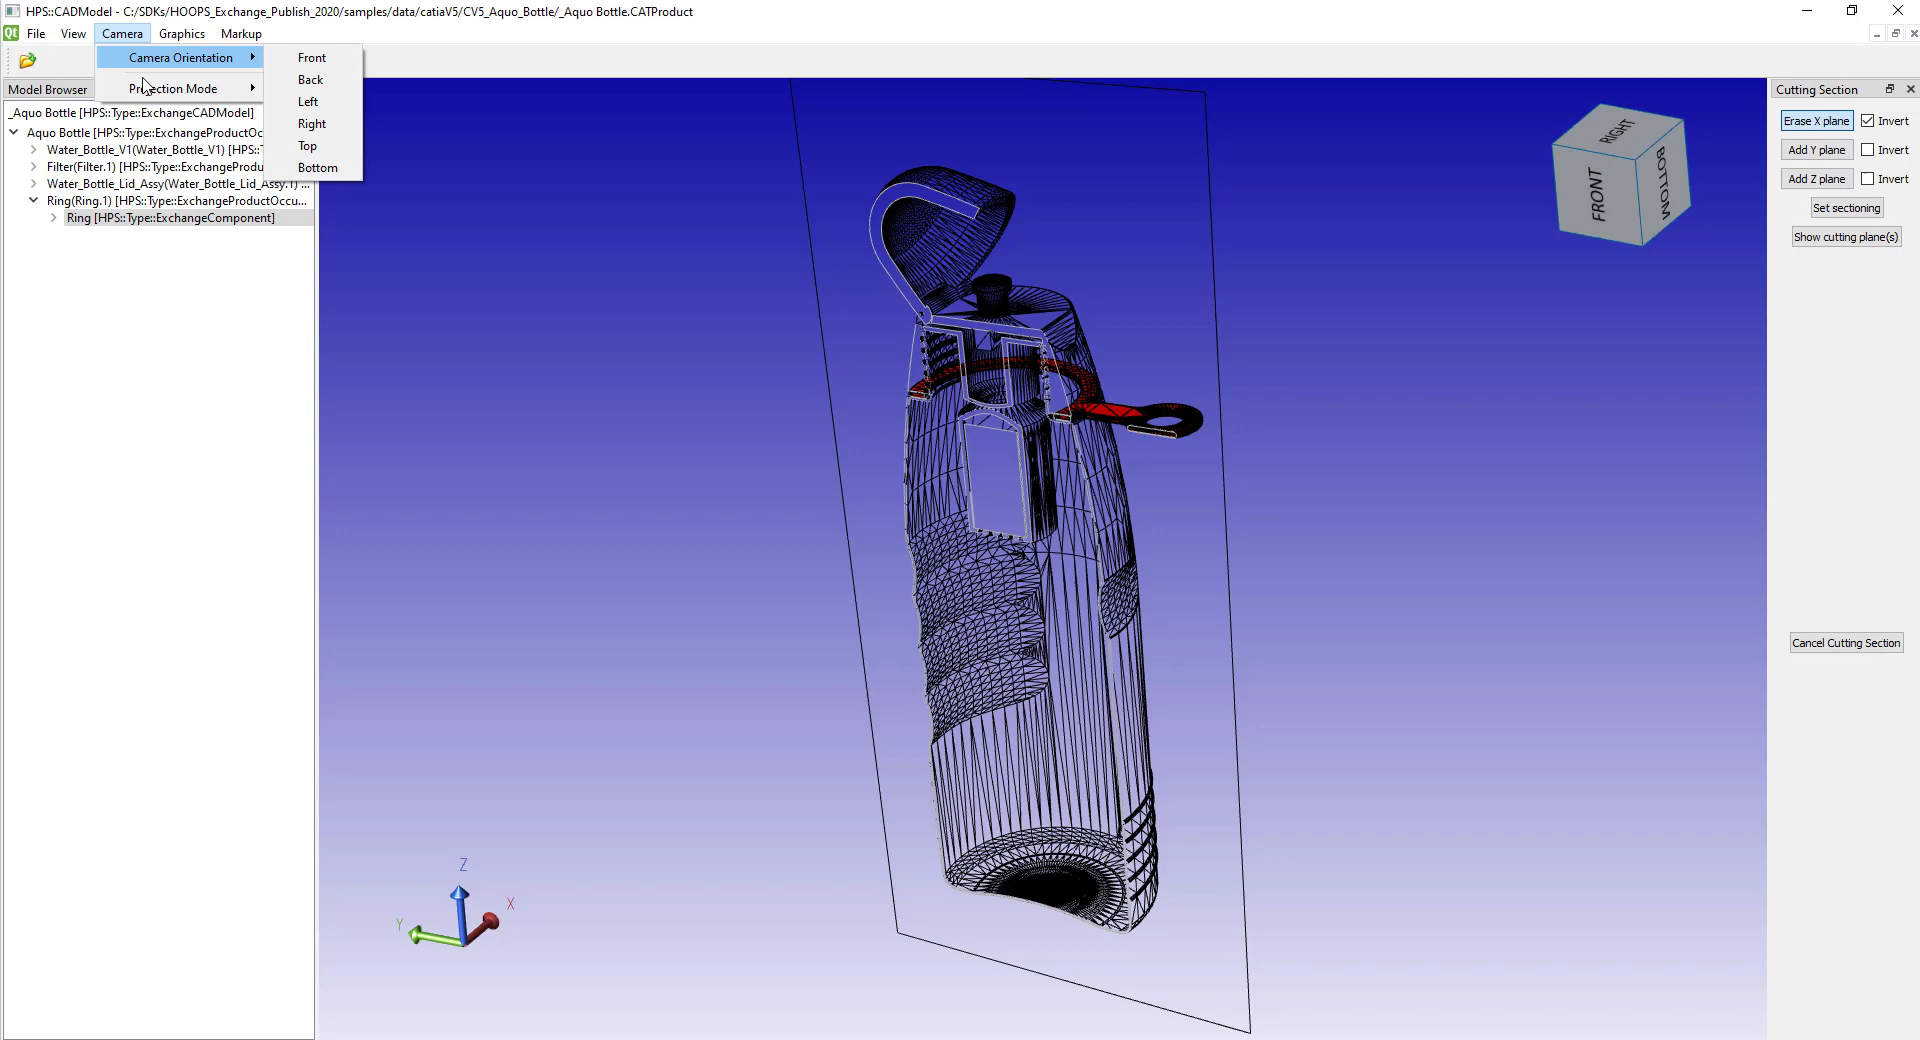 HPS::CADModel - C:/SDKs/HOOPS_Exchange_Publish_2020/samples/data/catiaV5/CV5_Aquo_Bottle/_Aquo Bottle.CATProduct
Qt File View Camera Graphics Markup
Camera Orientation
Projection Mode
Front
Back
Left
Right
Top
Bottom
Model Browser
_Aquo Bottle [HPS::Type::ExchangeCADModel]
Aquo Bottle [HPS::Type::ExchangeProductOc
Water_Bottle_V1(Water_Bottle_V1) [HPS::T
Filter(Filter.1) [HPS::Type::ExchangeProdu
Water_Bottle_Lid_Assy(Water_Bottle_Lid_Assy.1) ...
Ring(Ring.1) [HPS::Type::ExchangeProductOccu...
Ring [HPS::Type::ExchangeComponent]
RIGHT
FRONT
BOTTOM
Z
X
Y
Cutting Section
Erase X plane Invert
Add Y plane Invert
Add Z plane Invert
Set sectioning
Show cutting plane(s)
Cancel Cutting Section